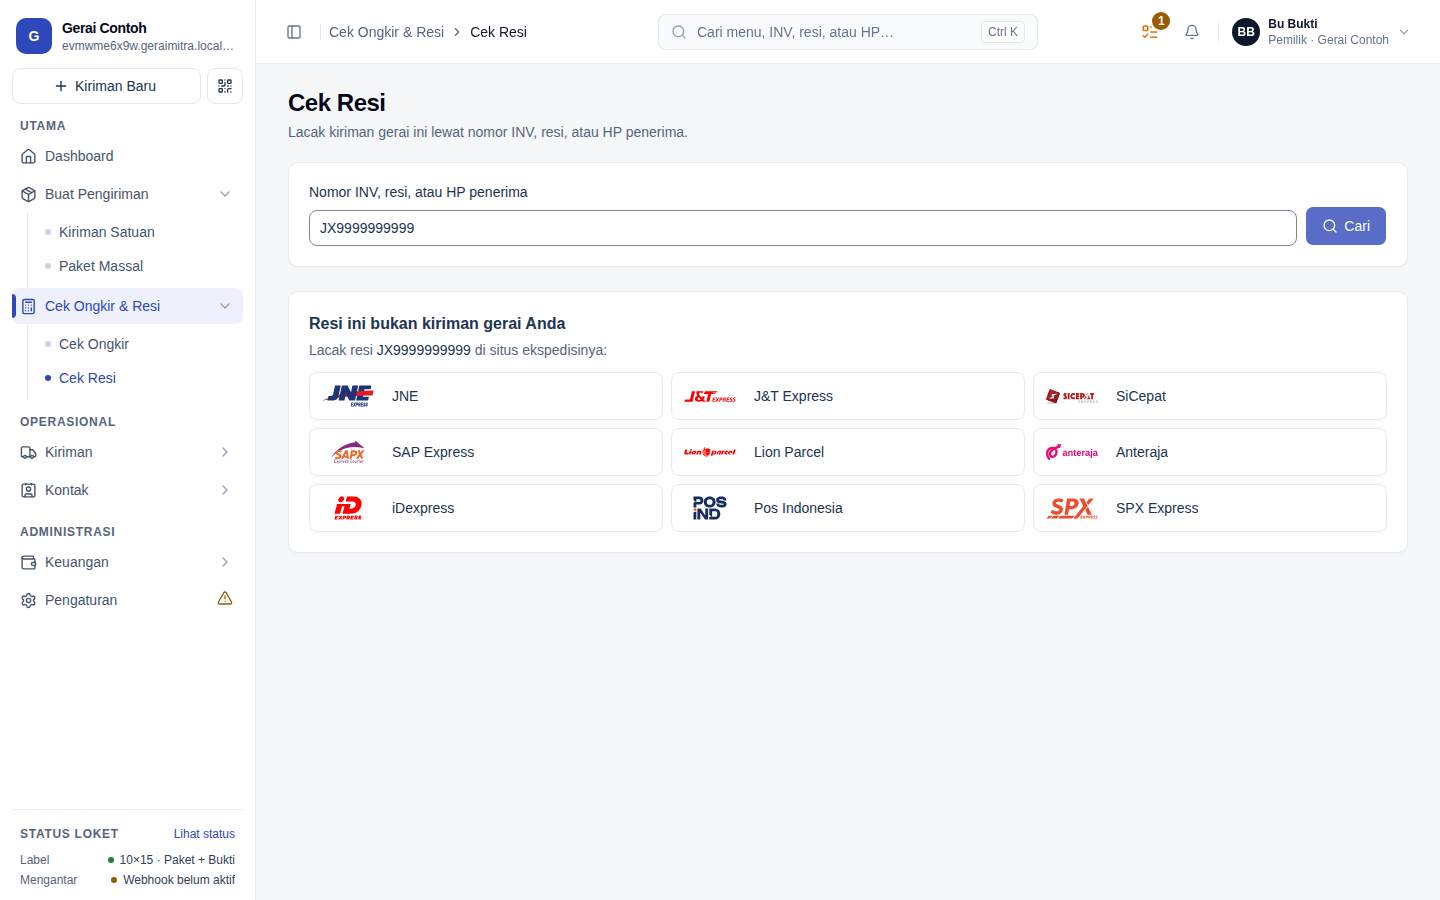 G
Gerai Contoh
evmwme6x9w.geraimitra.local…
Kiriman Baru
UTAMA
Dashboard
Buat Pengiriman
Kiriman Satuan
Paket Massal
Cek Ongkir & Resi
Cek Ongkir
Cek Resi
OPERASIONAL
Kiriman
Kontak
ADMINISTRASI
Keuangan
Pengaturan
STATUS LOKET
Lihat status
Label
10×15 · Paket + Bukti
Mengantar
Webhook belum aktif
Cek Ongkir & Resi
Cek Resi
Cari menu, INV, resi, atau HP…
Ctrl K
1
BB
Bu Bukti
Pemilik · Gerai Contoh
Cek Resi
Lacak kiriman gerai ini lewat nomor INV, resi, atau HP penerima.
Nomor INV, resi, atau HP penerima
JX9999999999
Cari
Resi ini bukan kiriman gerai Anda
Lacak resi JX9999999999 di situs ekspedisinya:
JNE EXPRESS
JNE
J&T EXPRESS
J&T Express
SICEPAT
SiCepat
SAPX Express Courier
SAP Express
Lion parcel
Lion Parcel
anteraja
Anteraja
iD EXPRESS
iDexpress
POS IND
Pos Indonesia
SPX EXPRESS
SPX Express